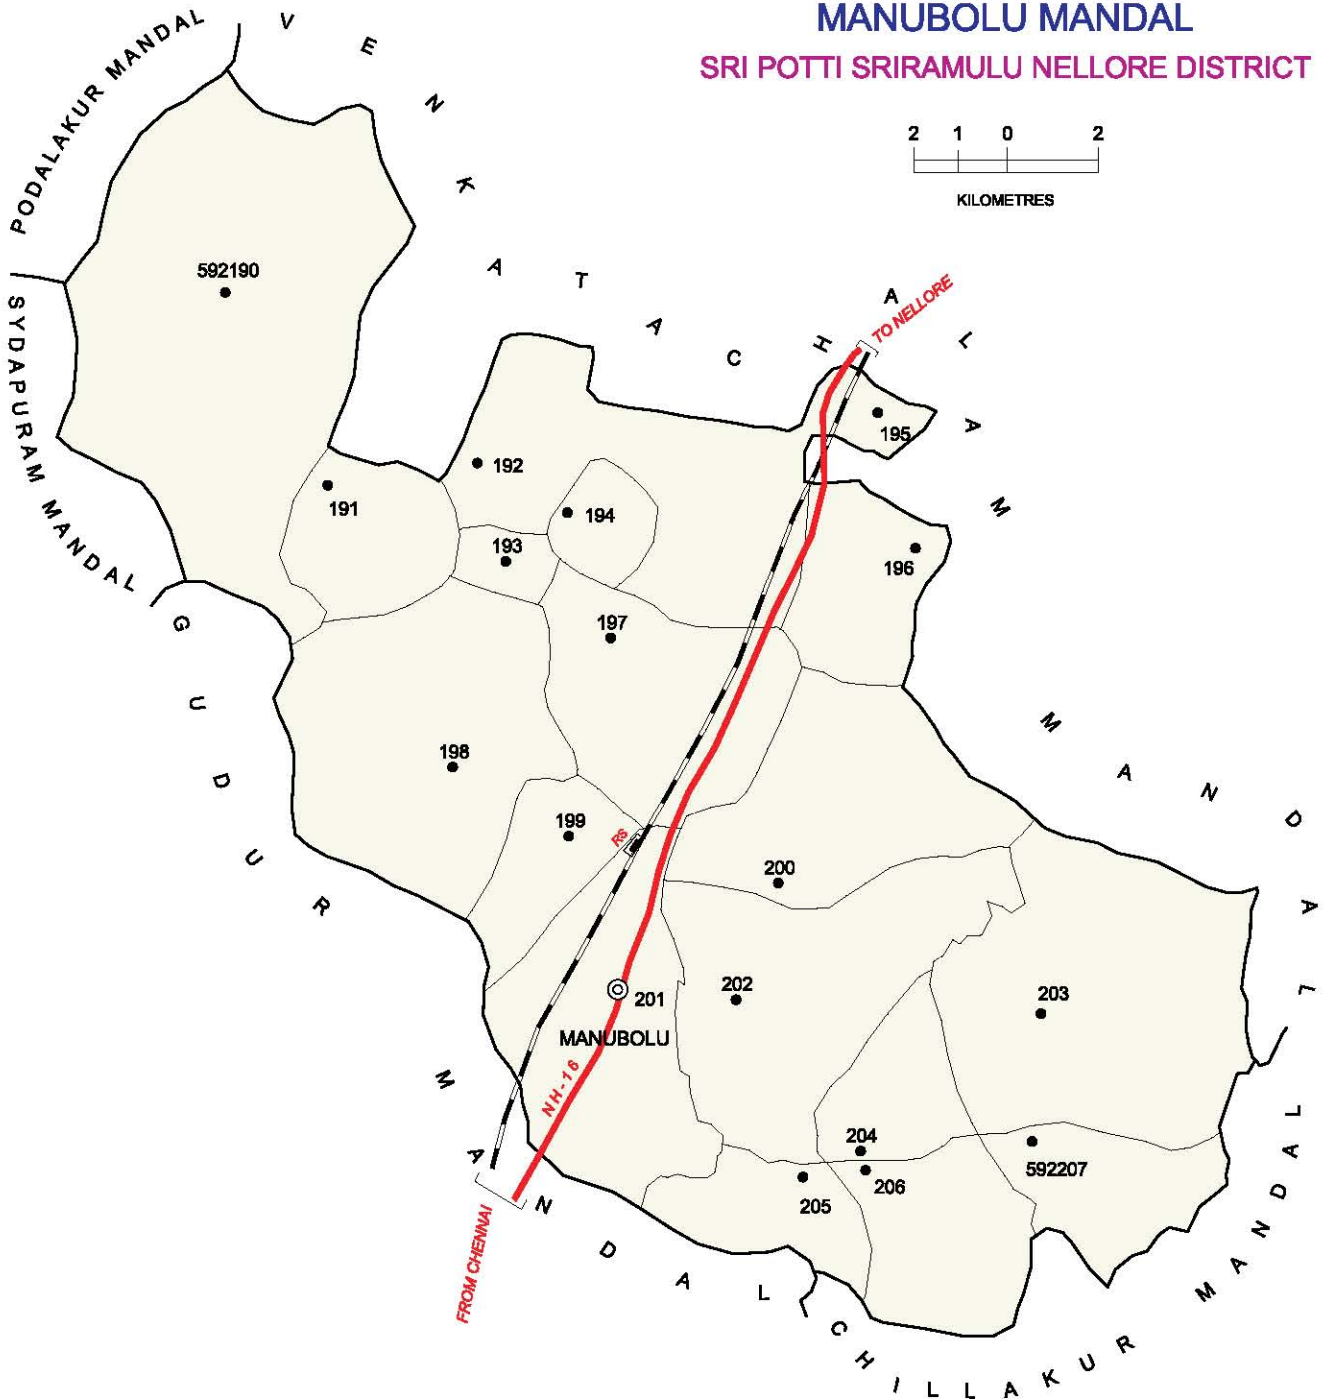 MANUBOLU MANDAL
SRI POTTI SRIRAMULU NELLORE DISTRICT
2 1 0 2
KILOMETRES
PODALAKUR MANDAL
VENKATACHALAM MANDAL
SYDAPURAM MANDAL
GUDUR MANDAL
CHILLAKUR MANDAL
TO NELLORE
592190
195
192
191
194
193
196
197
198
199
RS
200
201
MANUBOLU
202
203
NH-16
204
205
206
592207
FROM CHENNAI